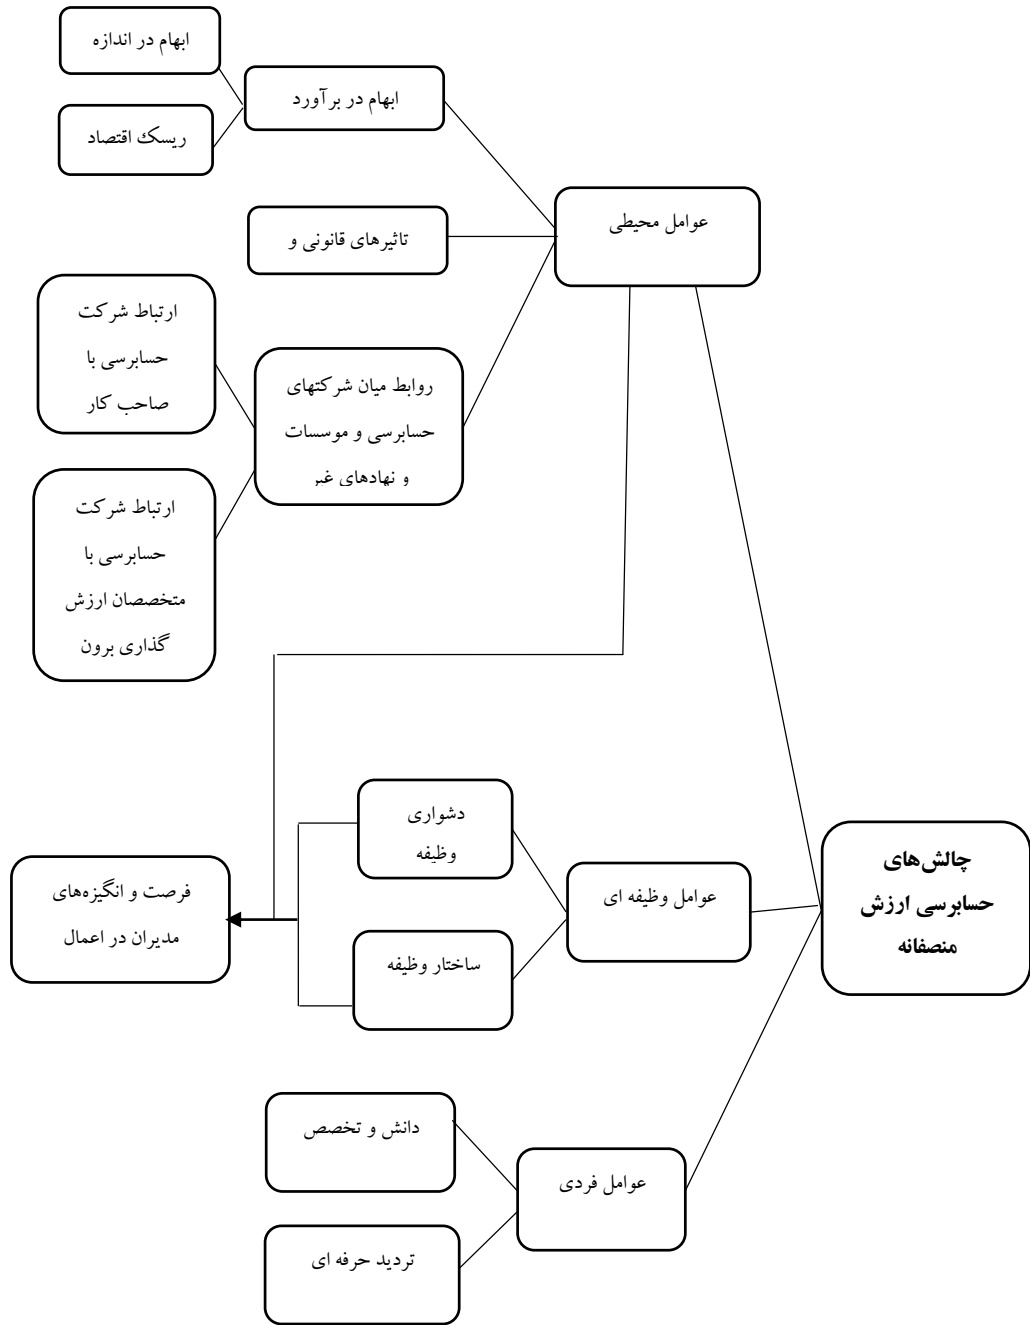 ابهام در اندازه
ابهام در برآورد
ریسک اقتصاد
عوامل محیطی
تاثیرهای قانونی و
ارتباط شرکت
حسابرسی با
صاحب کار
روابط میان شرکتهای
حسابرسی و موسسات
و نهادهای غیر
ارتباط شرکت
حسابرسی با
متخصصان ارزش
گذاری برون
دشواری
وظیفه
چالش‌های
حسابرسی ارزش
منصفانه
عوامل وظیفه ای
فرصت و انگیزه‌های
مدیران در اعمال
ساختار وظیفه
دانش و تخصص
عوامل فردی
تردید حرفه ای